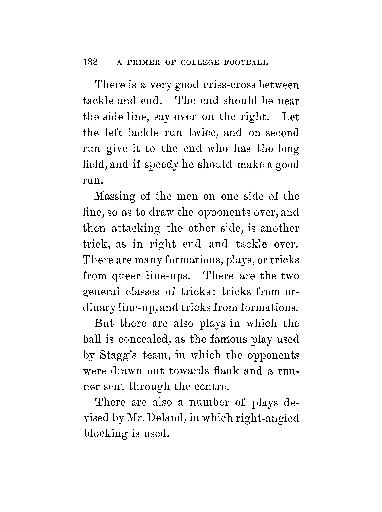 132 A PRIMER OF COLLEGE FOOTBALL
There is a very good criss-cross between
tackle and end. The end should be near
the side line, say over on the right. Let
the left tackle run twice, and on second
run give it to the end who has the long
field, and if speedy he should make a good
run.
Massing of the men on one side of the
line, so as to draw the opponents over, and
then attacking the other side, is another
trick, as in right end and tackle over.
There are many formations, plays, or tricks
from queer line-ups. There are the two
general classes of tricks: tricks from or-
dinary line-up, and tricks from formations.
But there are also plays in which the
ball is concealed, as the famous play used
by Stagg's team, in which the opponents
were drawn out towards flank and a run-
ner sent through the centre.
There are also a number of plays de-
vised by Mr. Deland, in which right-angled
blocking is used.